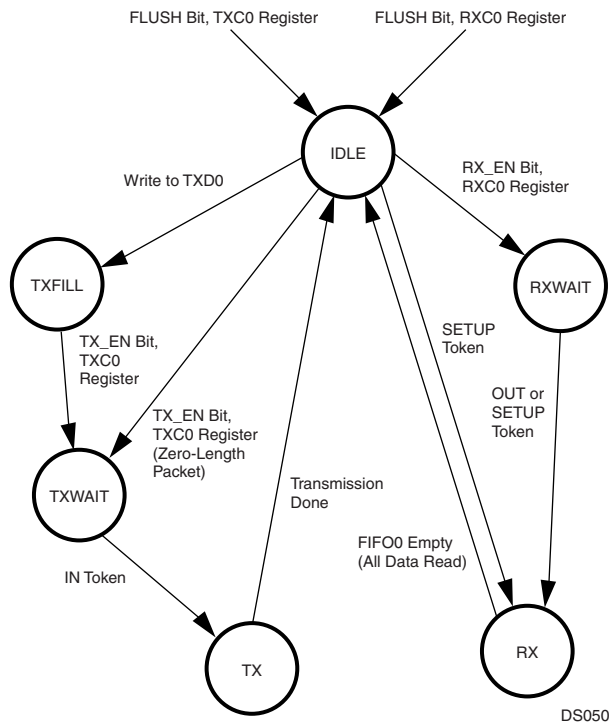 FLUSH Bit, TXC0 Register
FLUSH Bit, RXC0 Register
IDLE
Write to TXD0
RX_EN Bit,
RXC0 Register
TXFILL
RXWAIT
TX_EN Bit,
TXC0
Register
SETUP
Token
OUT or
SETUP
Token
TX_EN Bit,
TXC0 Register
(Zero-Length
Packet)
TXWAIT
Transmission
Done
FIFO0 Empty
(All Data Read)
IN Token
TX
RX
DS050